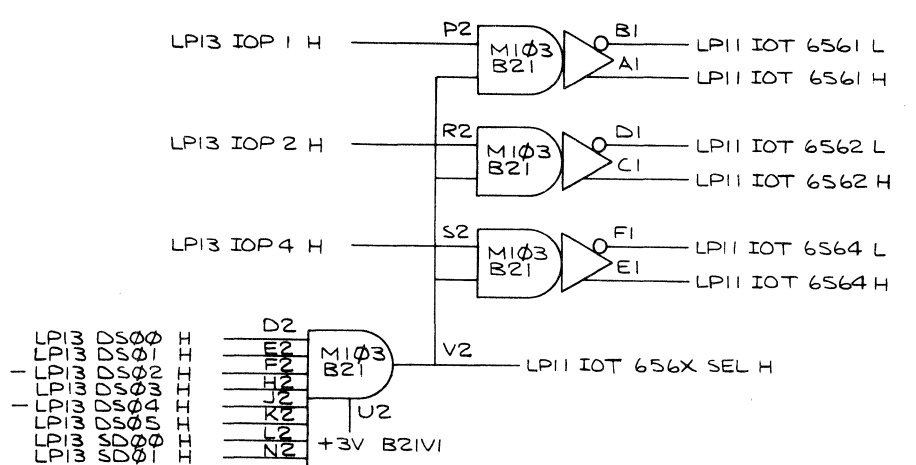 P2 B1
LP13 IOP 1 H M1Ø3 LP11 IOT 6561 L
B21 A1
LP11 IOT 6561 H
R2 D1
LP13 IOP 2 H M1Ø3 LP11 IOT 6562 L
B21 C1
LP11 IOT 6562 H
S2 F1
LP13 IOP 4 H M1Ø3 LP11 IOT 6564 L
B21 E1
LP11 IOT 6564 H
D2
LP13 DSØØ H
E2 M1Ø3 V2
LP13 DSØ1 H
F2 B21 LP11 IOT 656X SEL H
– LP13 DSØ2 H
H2
LP13 DSØ3 H
J2
– LP13 DSØ4 H
K2 U2
LP13 DSØ5 H
L2
LP13 SDØØ H +3V B21V1
N2
LP13 SDØ1 H